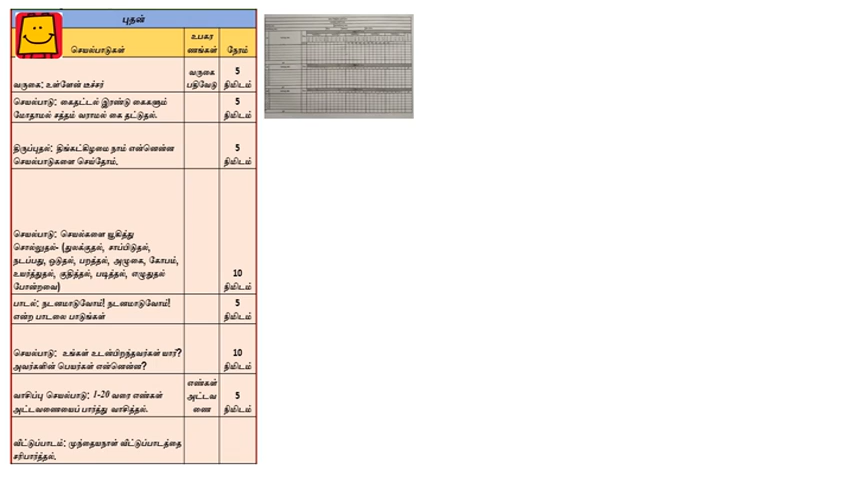 புதன்
செயல்பாடுகள்
உபகர
ணங்கள்
நேரம்
வருகை: உள்ளேன் டீச்சர்
வருகை
பதிவேடு
5
நிமிடம்
செயல்பாடு: கைதட்டல் இரண்டு கைகளும்
மோதாமல் சத்தம் வராமல் கை தட்டுதல்.
5
நிமிடம்
திருப்புதல்: திங்கட்கிழமை நாம் என்னென்ன
செயல்பாடுகளை செய்தோம்.
5
நிமிடம்
செயல்பாடு: செயல்களை யூகித்து
சொல்லுதல்- (துலக்குதல், சாப்பிடுதல்,
நடப்பது, ஓடுதல், பறத்தல், அழுகை, கோபம்,
உயர்த்துதல், குதித்தல், படித்தல், எழுதுதல்
போன்றவை)
10
நிமிடம்
பாடல்: நடனமாடுவோம்! நடனமாடுவோம்!
என்ற பாடலை பாடுங்கள்
5
நிமிடம்
செயல்பாடு: உங்கள் உடன்பிறந்தவர்கள் யார்?
அவர்களின் பெயர்கள் என்னென்ன?
10
நிமிடம்
வாசிப்பு செயல்பாடு: 1-20 வரை எண்கள்
அட்டவணையைப் பார்த்து வாசித்தல்.
எண்கள்
அட்டவ
ணை
5
நிமிடம்
வீட்டுப்பாடம்: முந்தையநாள் வீட்டுப்பாடத்தை
சரிபார்த்தல்.